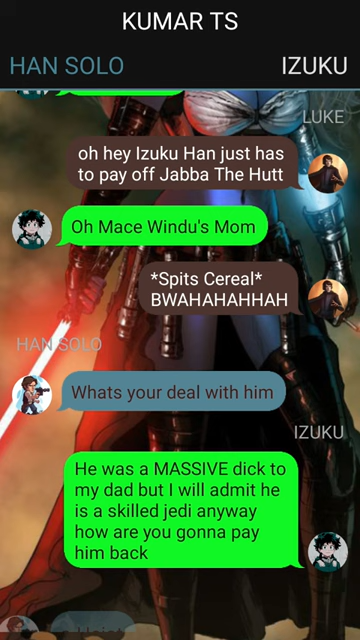 KUMAR TS
HAN SOLO
IZUKU
LUKE
oh hey Izuku Han just has
to pay off Jabba The Hutt
Oh Mace Windu's Mom
*Spits Cereal*
BWAHAHAHHAH
HAN SOLO
Whats your deal with him
IZUKU
He was a MASSIVE dick to
my dad but I will admit he
is a skilled jedi anyway
how are you gonna pay
him back